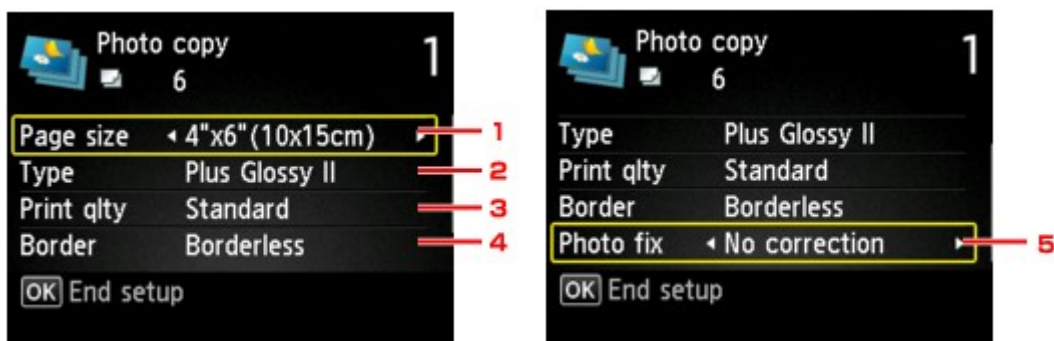 Photo copy
6
1
Page size 4"x6"(10x15cm) 1
Type Plus Glossy II 2
Print qlty Standard 3
Border Borderless 4
OK End setup
Photo copy
6
1
Type Plus Glossy II
Print qlty Standard
Border Borderless
Photo fix No correction 5
OK End setup